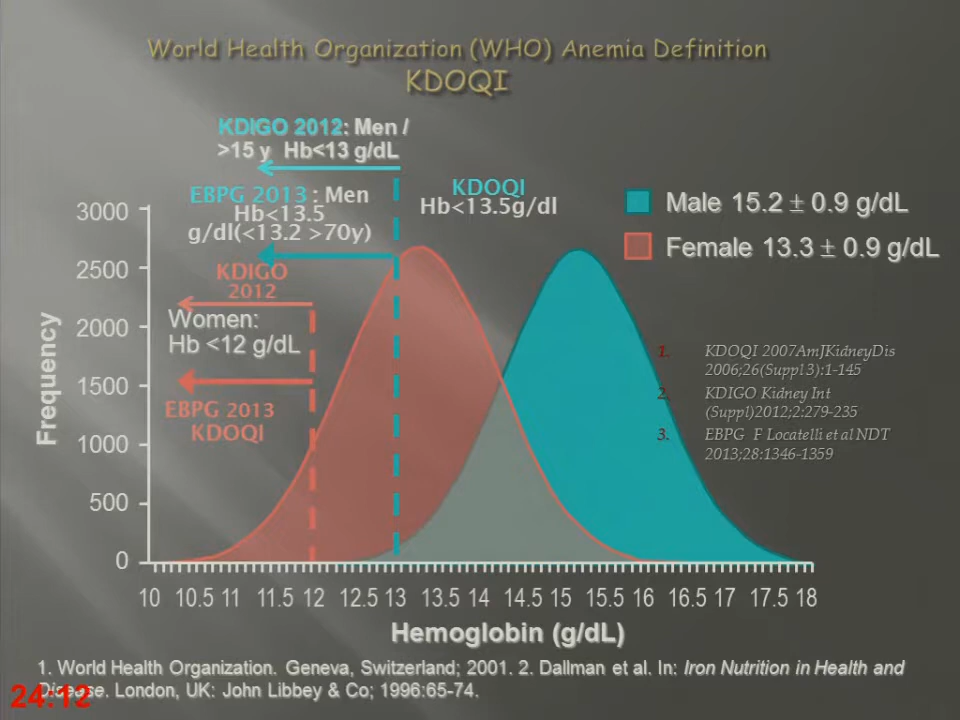 World Health Organization (WHO) Anemia Definition
KDOQI
KDIGO 2012: Men /
>15 y Hb<13 g/dL
EBPG 2013 : Men
Hb<13.5
g/dl(<13.2 >70y)
KDOQI
Hb<13.5g/dl
Male 15.2 ± 0.9 g/dL
Female 13.3 ± 0.9 g/dL
KDIGO
2012
Women:
Hb <12 g/dL
EBPG 2013
KDOQI
1. KDOQI 2007AmJKidneyDis
2006;26(Suppl3):1-145
2. KDIGO Kidney Int
(Suppl)2012;2:279-235
3. EBPG F Locatelli et al NDT
2013;28:1346-1359
Frequency
3000
2500
2000
1500
1000
500
0
10 10.5 11 11.5 12 12.5 13 13.5 14 14.5 15 15.5 16 16.5 17 17.5 18
Hemoglobin (g/dL)
1. World Health Organization. Geneva, Switzerland; 2001. 2. Dallman et al. In: Iron Nutrition in Health and
Disease. London, UK: John Libbey & Co; 1996:65-74.
24:12